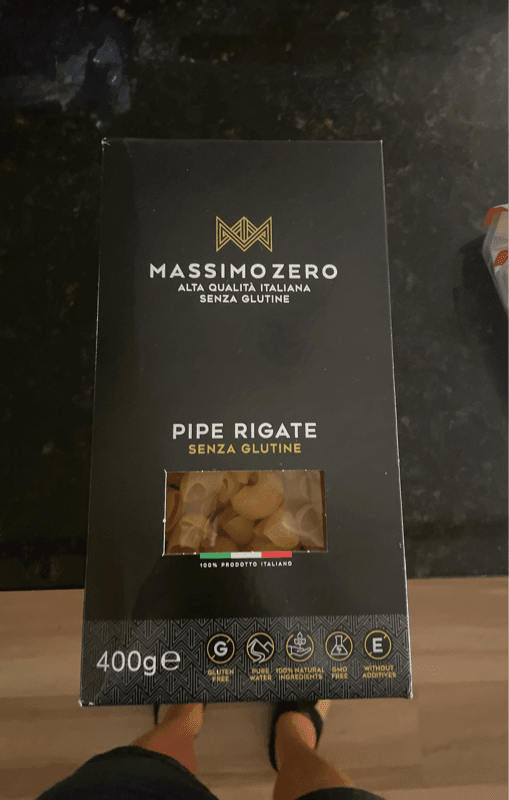 MASSIMO ZERO
ALTA QUALITÀ ITALIANA
SENZA GLUTINE
PIPE RIGATE
SENZA GLUTINE
100% PRODOTTO ITALIANO
400g℮
G
GLUTEN
FREE
PURE
WATER
100% NATURAL
INGREDIENTS
GMO
FREE
E
WITHOUT
ADDITIVES